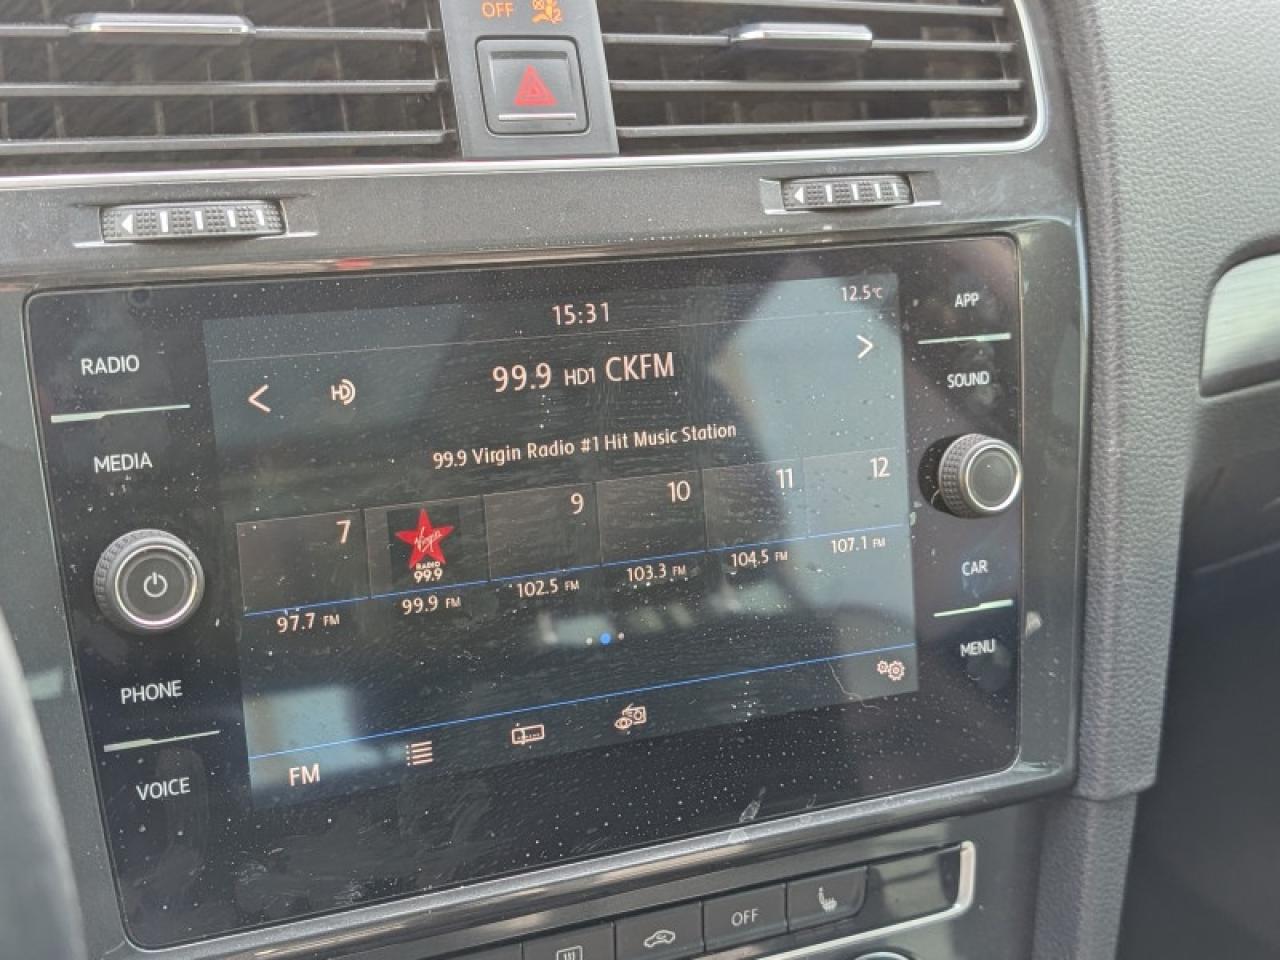 OFF 2
15:31
12.5°C
APP
RADIO
99.9 HD1 CKFM
SOUND
MEDIA
99.9 Virgin Radio #1 Hit Music Station
7
Virgin
RADIO
99.9
9
10
11
12
97.7 FM
99.9 FM
102.5 FM
103.3 FM
104.5 FM
107.1 FM
CAR
PHONE
MENU
VOICE
FM
OFF